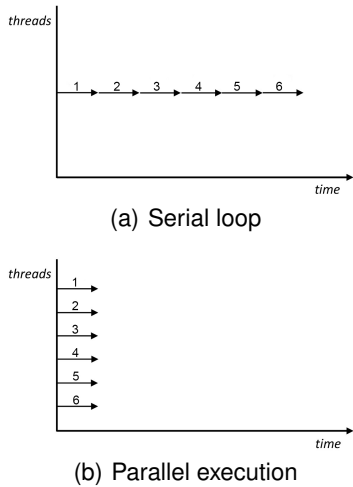 threads
1 2 3 4 5 6
time
(a) Serial loop
threads
1
2
3
4
5
6
time
(b) Parallel execution